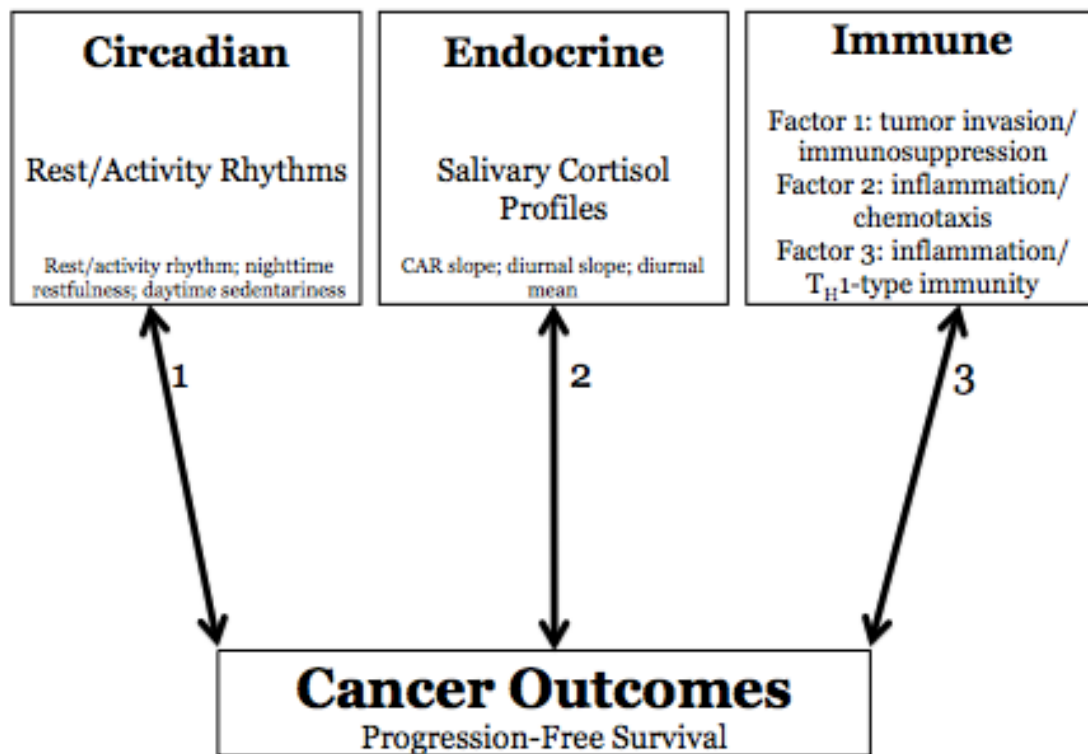 Circadian
Rest/Activity Rhythms
Rest/activity rhythm; nighttime
restfulness; daytime sedentariness
Endocrine
Salivary Cortisol
Profiles
CAR slope; diurnal slope; diurnal
mean
Immune
Factor 1: tumor invasion/
immunosuppression
Factor 2: inflammation/
chemotaxis
Factor 3: inflammation/
T_H1-type immunity
1
2
3
Cancer Outcomes
Progression-Free Survival